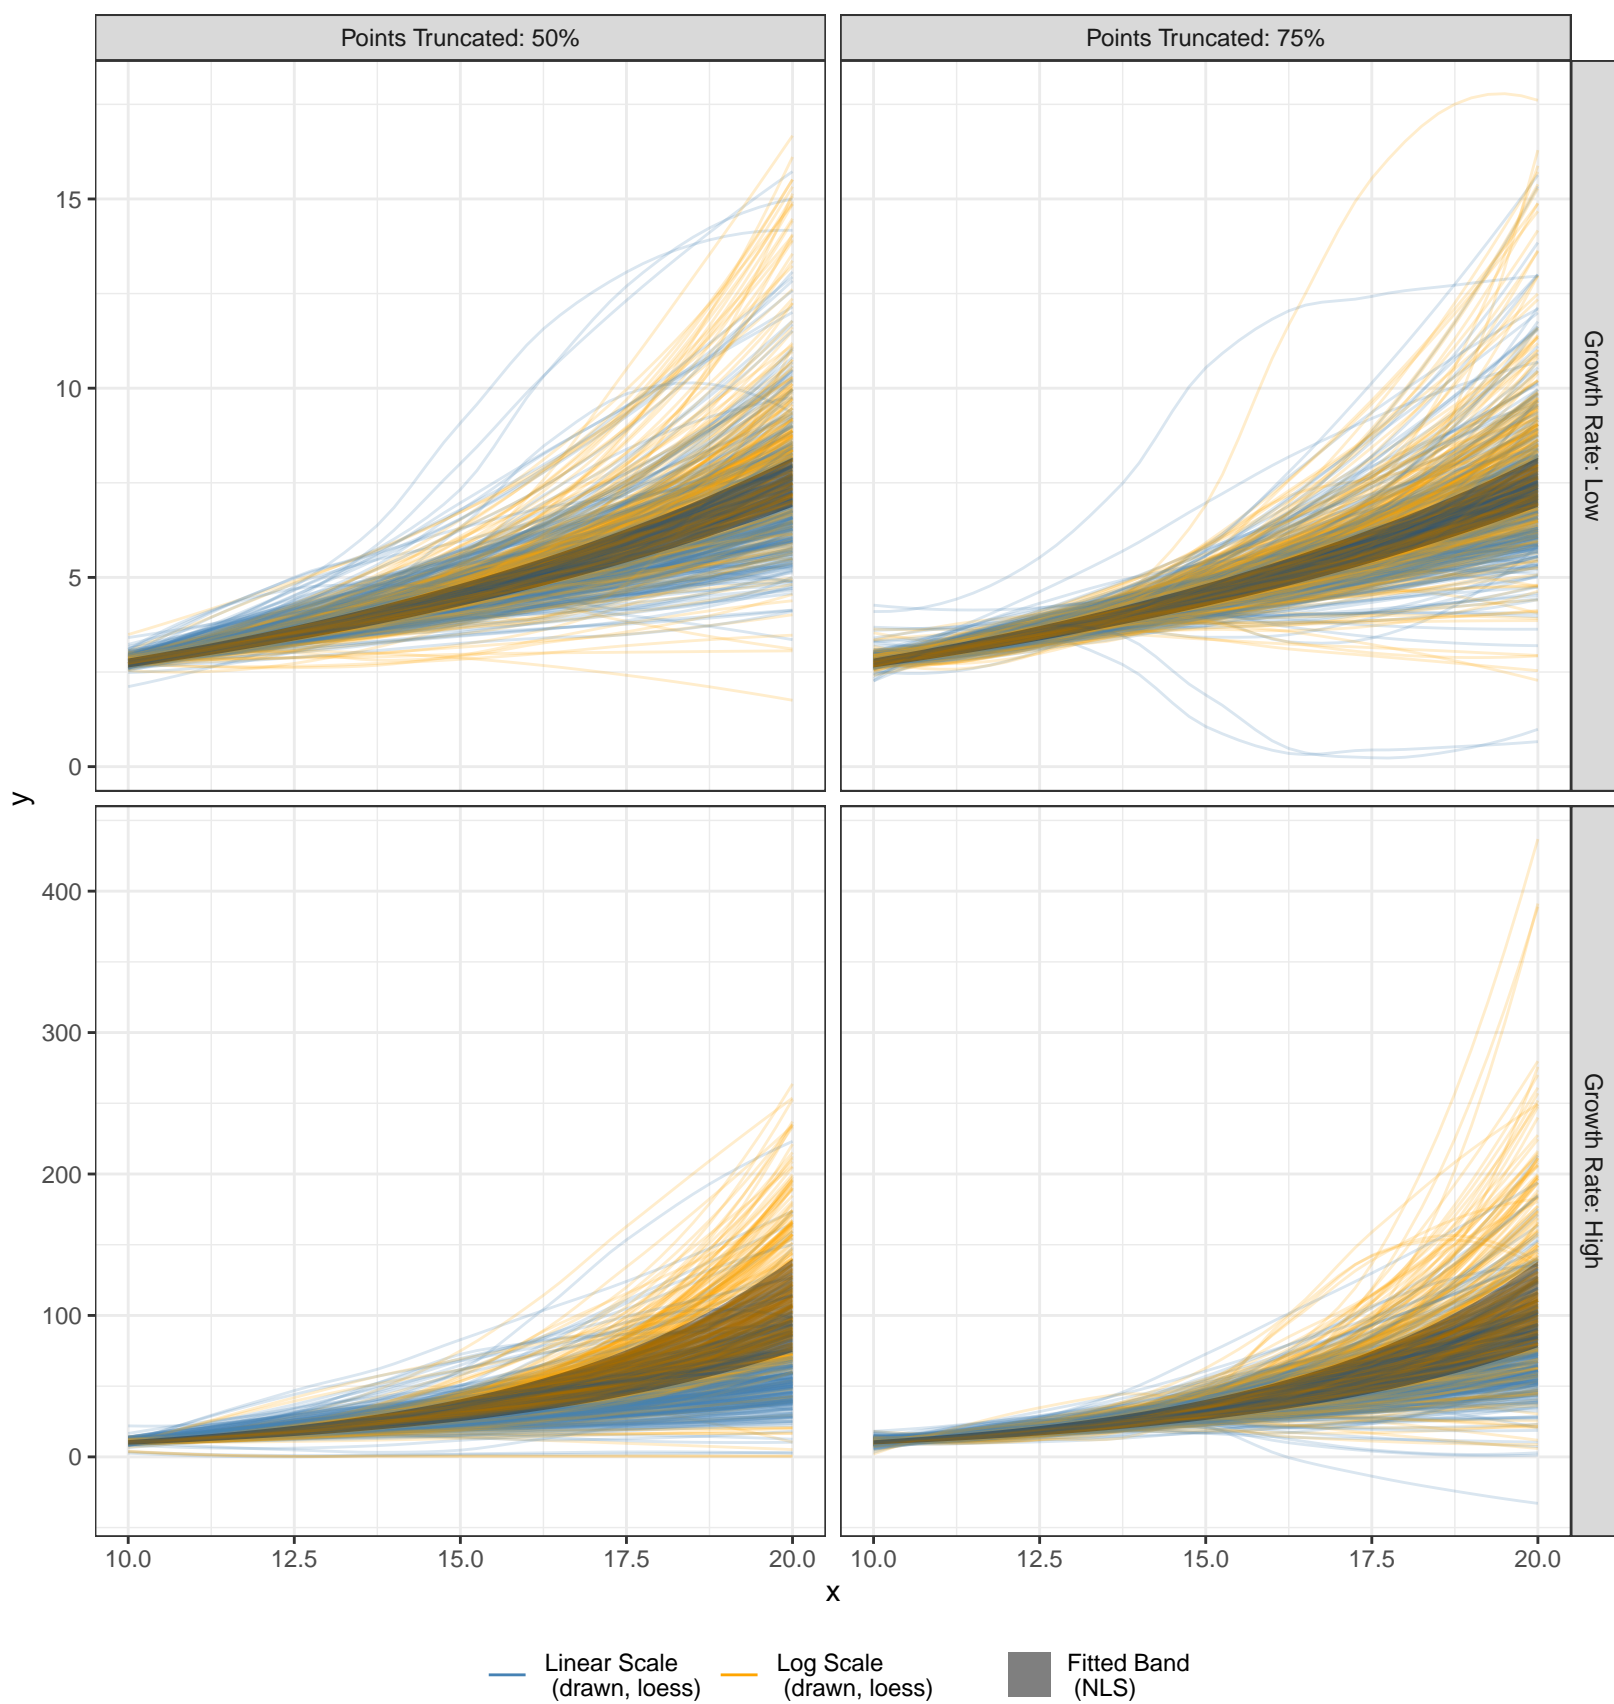 Points Truncated: 50%
Points Truncated: 75%
15
10
5
0
Growth Rate: Low
y
400
300
200
100
0
Growth Rate: High
10.0 12.5 15.0 17.5 20.0
10.0 12.5 15.0 17.5 20.0
x
Linear Scale
(drawn, loess)
Log Scale
(drawn, loess)
Fitted Band
(NLS)